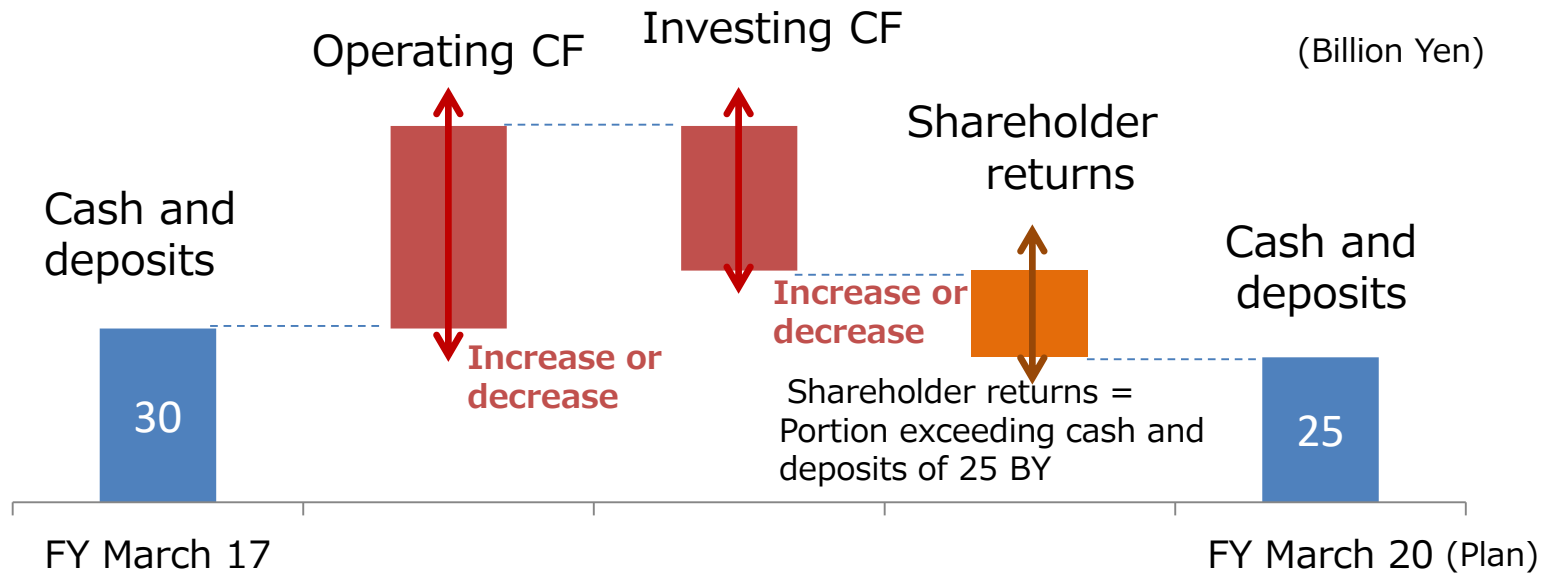 Operating CF
Investing CF
(Billion Yen)
Shareholder
returns
Cash and
deposits
Cash and
deposits
Increase or
decrease
Increase or
decrease
Shareholder returns =
Portion exceeding cash and
deposits of 25 BY
30
25
FY March 17
FY March 20 (Plan)